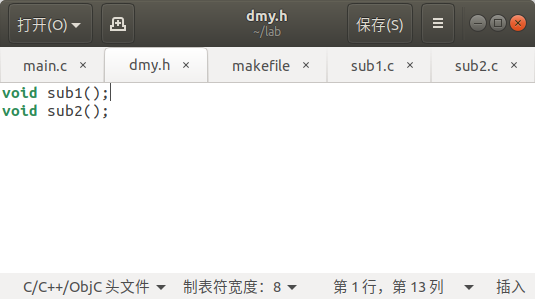 打开(O)
dmy.h
~/lab
保存(S)
main.c
dmy.h
makefile
sub1.c
sub2.c
void sub1();
void sub2();
C/C++/ObjC 头文件
制表符宽度：8
第 1 行，第 13 列
插入